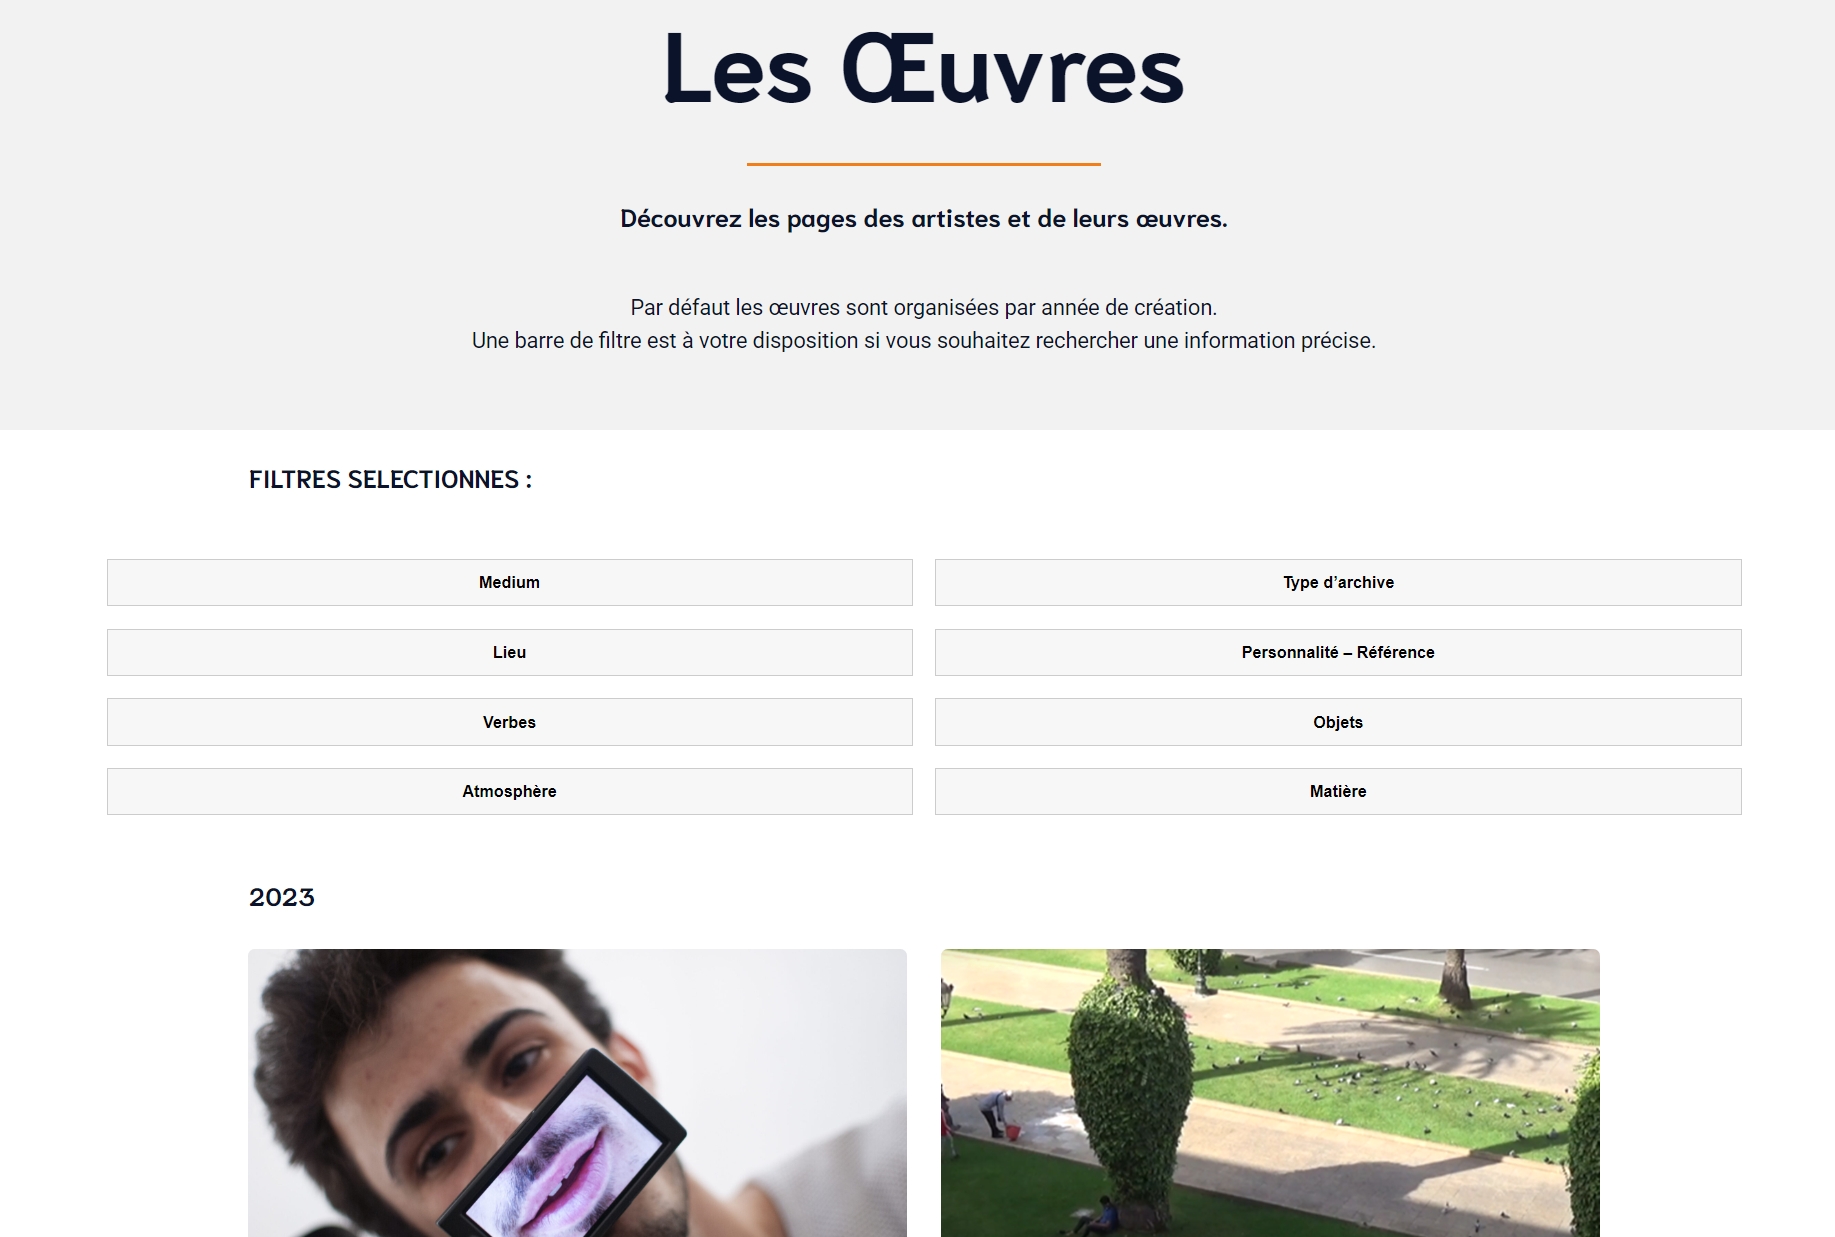 Les Œuvres
Découvrez les pages des artistes et de leurs œuvres.
Par défaut les œuvres sont organisées par année de création.
Une barre de filtre est à votre disposition si vous souhaitez rechercher une information précise.
FILTRES SELECTIONNES :
Medium
Type d’archive
Lieu
Personnalité – Référence
Verbes
Objets
Atmosphère
Matière
2023